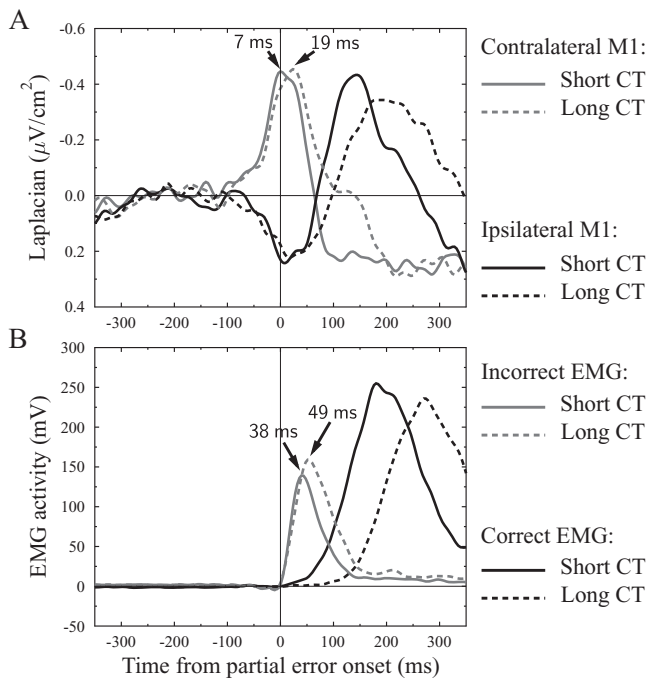 A
-0.6
-0.4
-0.2
0.0
0.2
0.4
Laplacian (μV/cm²)
7 ms
19 ms
-300 -200 -100 0 100 200 300
Contralateral M1:
Short CT
Long CT
Ipsilateral M1:
Short CT
Long CT
B
300
250
200
150
100
50
0
-50
EMG activity (mV)
38 ms
49 ms
-300 -200 -100 0 100 200 300
Time from partial error onset (ms)
Incorrect EMG:
Short CT
Long CT
Correct EMG:
Short CT
Long CT